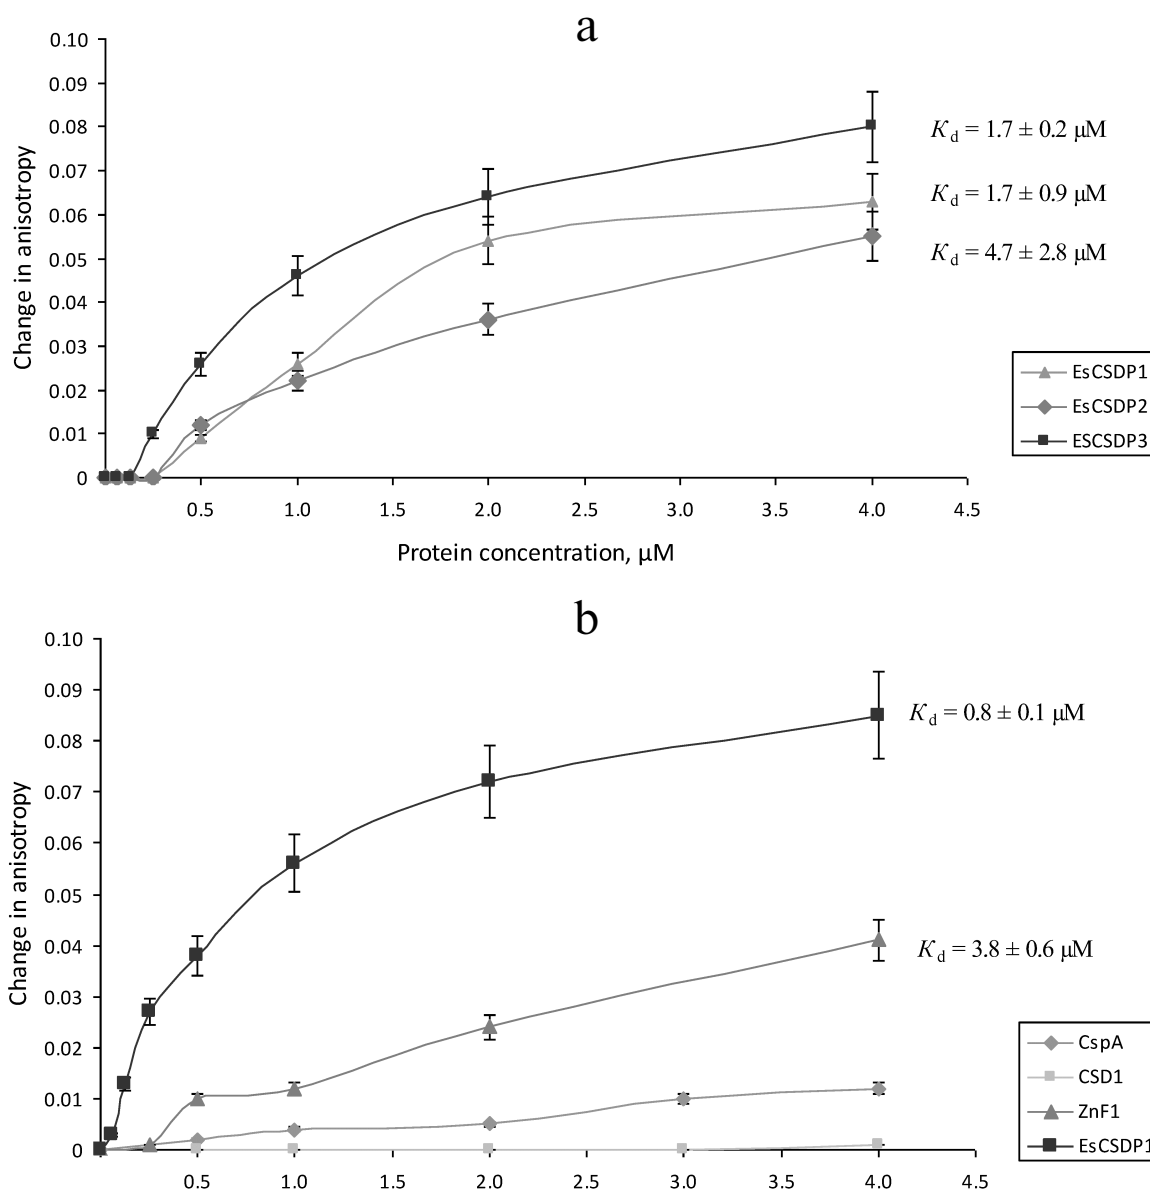 a
0.10
0.09
0.08
0.07
0.06
0.05
0.04
0.03
0.02
0.01
0
Change in anisotropy
Kd = 1.7 ± 0.2 μM
Kd = 1.7 ± 0.9 μM
Kd = 4.7 ± 2.8 μM
EsCSDP1
EsCSDP2
ESCSDP3
0.5 1.0 1.5 2.0 2.5 3.0 3.5 4.0 4.5
Protein concentration, μM
b
0.10
0.09
0.08
0.07
0.06
0.05
0.04
0.03
0.02
0.01
0
Change in anisotropy
Kd = 0.8 ± 0.1 μM
Kd = 3.8 ± 0.6 μM
CspA
CSD1
ZnF1
EsCSDP1
0.5 1.0 1.5 2.0 2.5 3.0 3.5 4.0 4.5